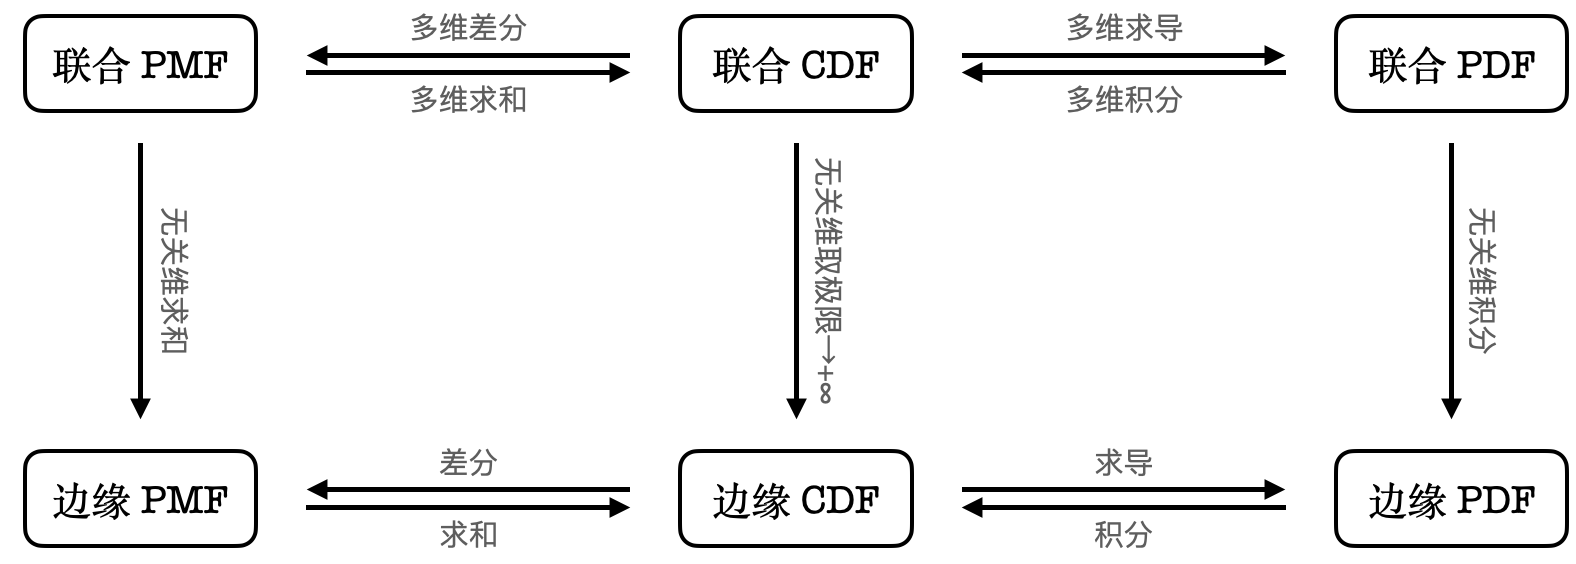 多维差分
多维求导
联合 PMF
联合 CDF
联合 PDF
多维求和
多维积分
无关维求和
无关维取极限→+∞
无关维积分
差分
求导
边缘 PMF
边缘 CDF
边缘 PDF
求和
积分